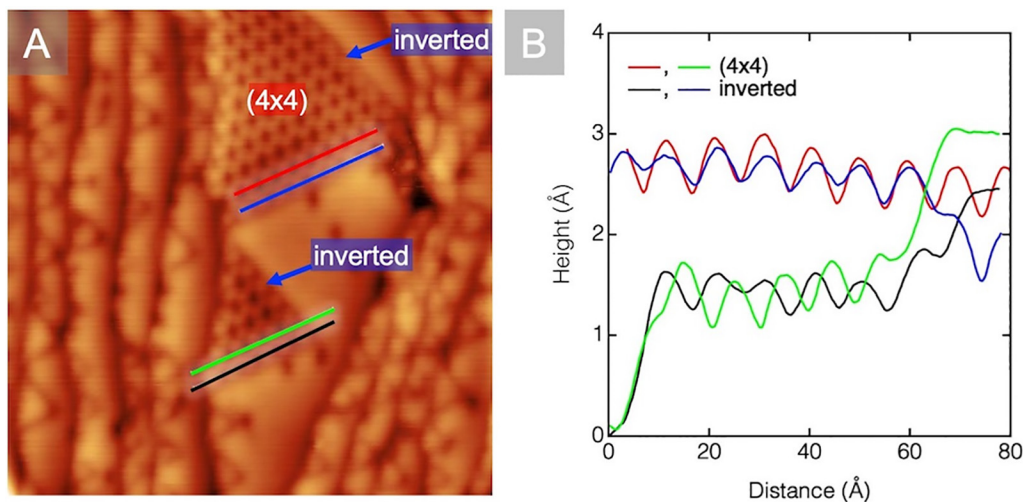 A
inverted
(4x4)
inverted
B
Height (Å)
4
3
2
1
0
, (4x4)
, inverted
0 20 40 60 80
Distance (Å)